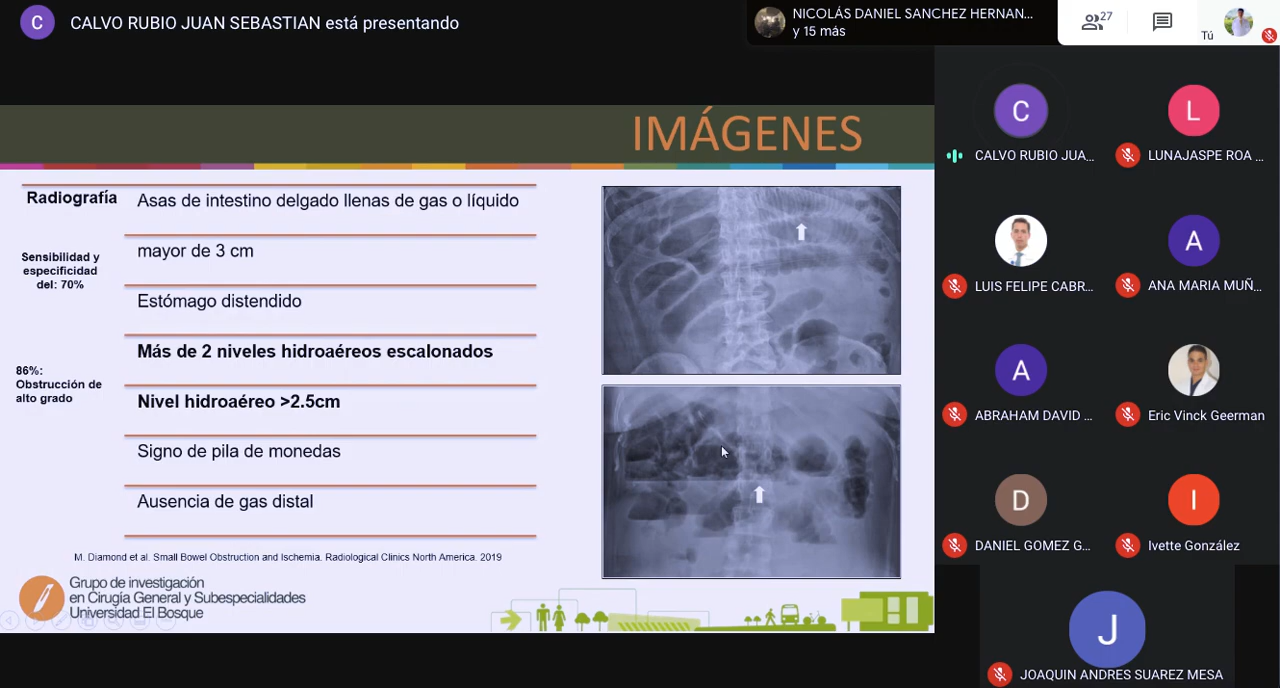 C
CALVO RUBIO JUAN SEBASTIAN está presentando
NICOLÁS DANIEL SANCHEZ HERNAN...
y 15 más
27
Tú
IMÁGENES
Radiografía
Asas de intestino delgado llenas de gas o líquido
mayor de 3 cm
Sensibilidad y
especificidad
del: 70%
Estómago distendido
Más de 2 niveles hidroaéreos escalonados
86%:
Obstrucción de
alto grado
Nivel hidroaéreo >2.5cm
Signo de pila de monedas
Ausencia de gas distal
M. Diamond et al. Small Bowel Obstruction and Ischemia. Radiological Clinics North America. 2019
Grupo de investigación
en Cirugía General y Subespecialidades
Universidad El Bosque
C
CALVO RUBIO JUA...
L
LUNAJASPE ROA ...
LUIS FELIPE CABR...
A
ANA MARIA MUÑ...
A
ABRAHAM DAVID ...
Eric Vinck Geerman
D
DANIEL GOMEZ G...
I
Ivette González
J
JOAQUIN ANDRES SUAREZ MESA